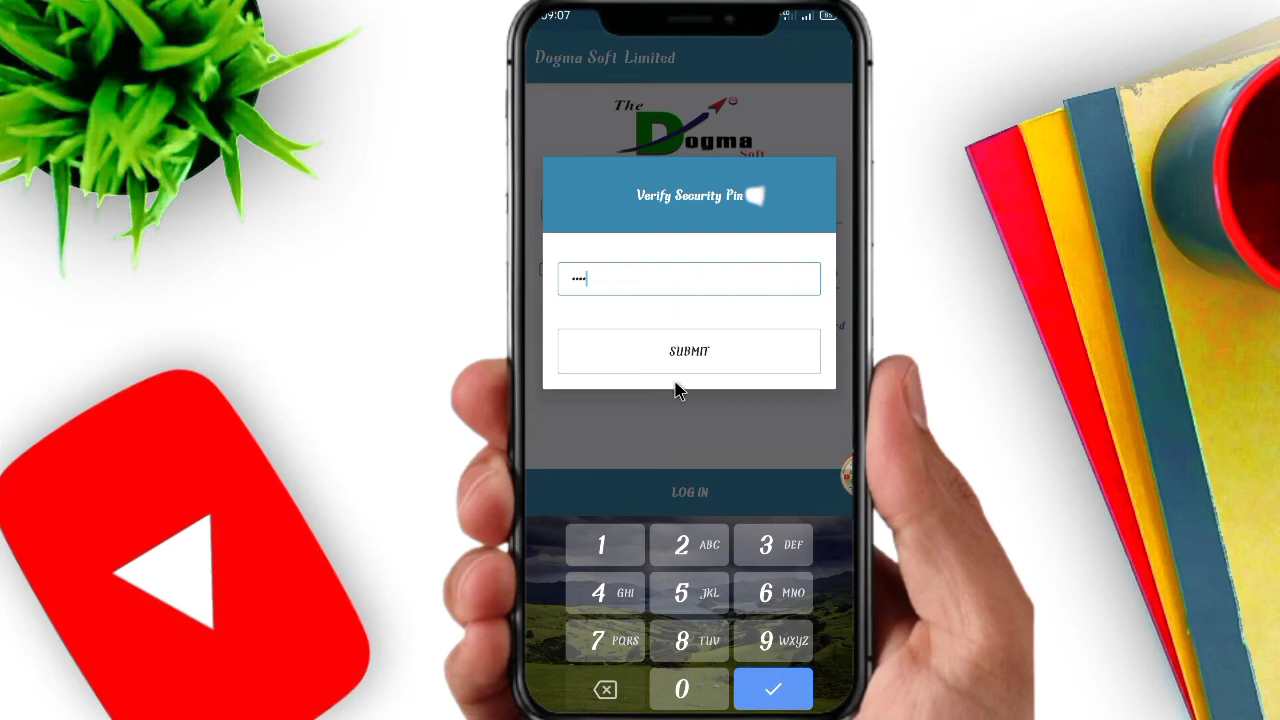 09:07
Dogma Soft Limited
The
Dogma
Soft
Verify Security Pin
SUBMIT
LOG IN
1
2 ABC
3 DEF
4 GHI
5 JKL
6 MNO
7 PQRS
8 TUV
9 WXYZ
0